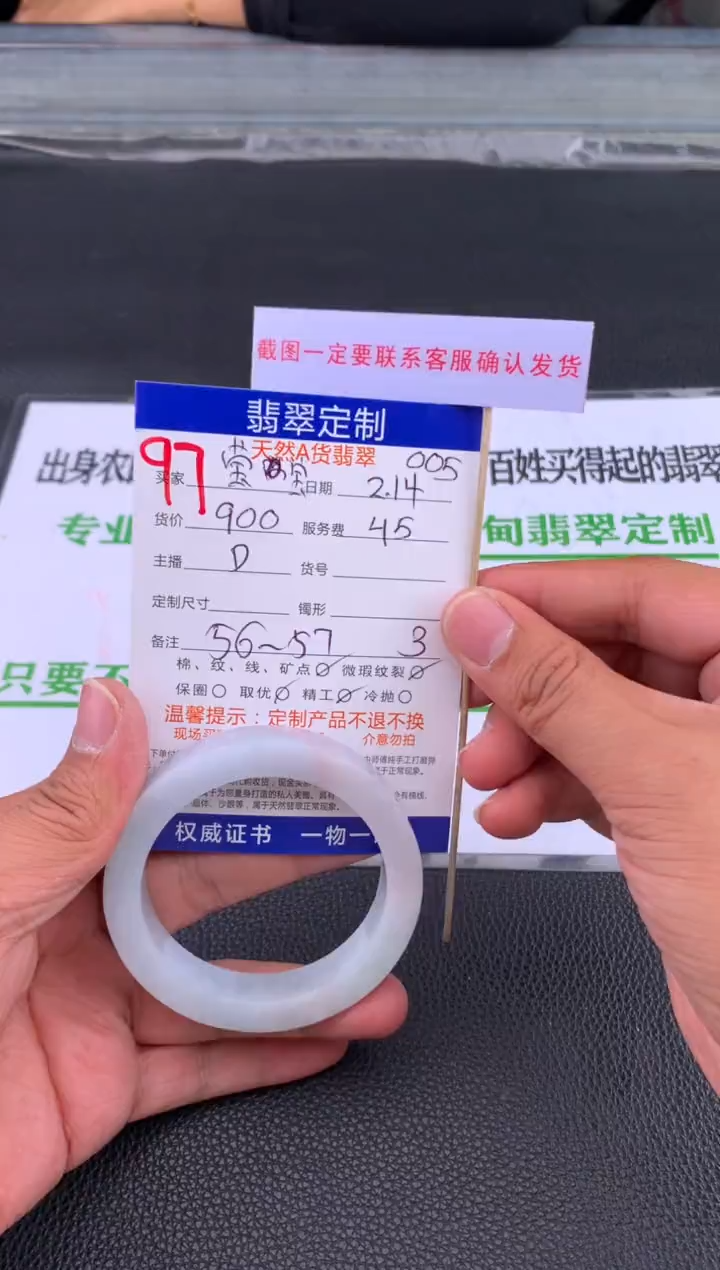 截图一定要联系客服确认发货
翡翠定制
天然A货翡翠
97
005
买家
日期 2.14
货价 900 服务费 45
主播 D 货号
定制尺寸 镯形
备注 56~57 3
棉、纹、线、矿点 微瑕纹裂
保圈 取优 精工 冷抛
温馨提示：定制产品不退不换
现场 介意勿拍
权威证书 一物一
出身农
百姓买得起的翡翠
专业
甸翡翠定制
只要不